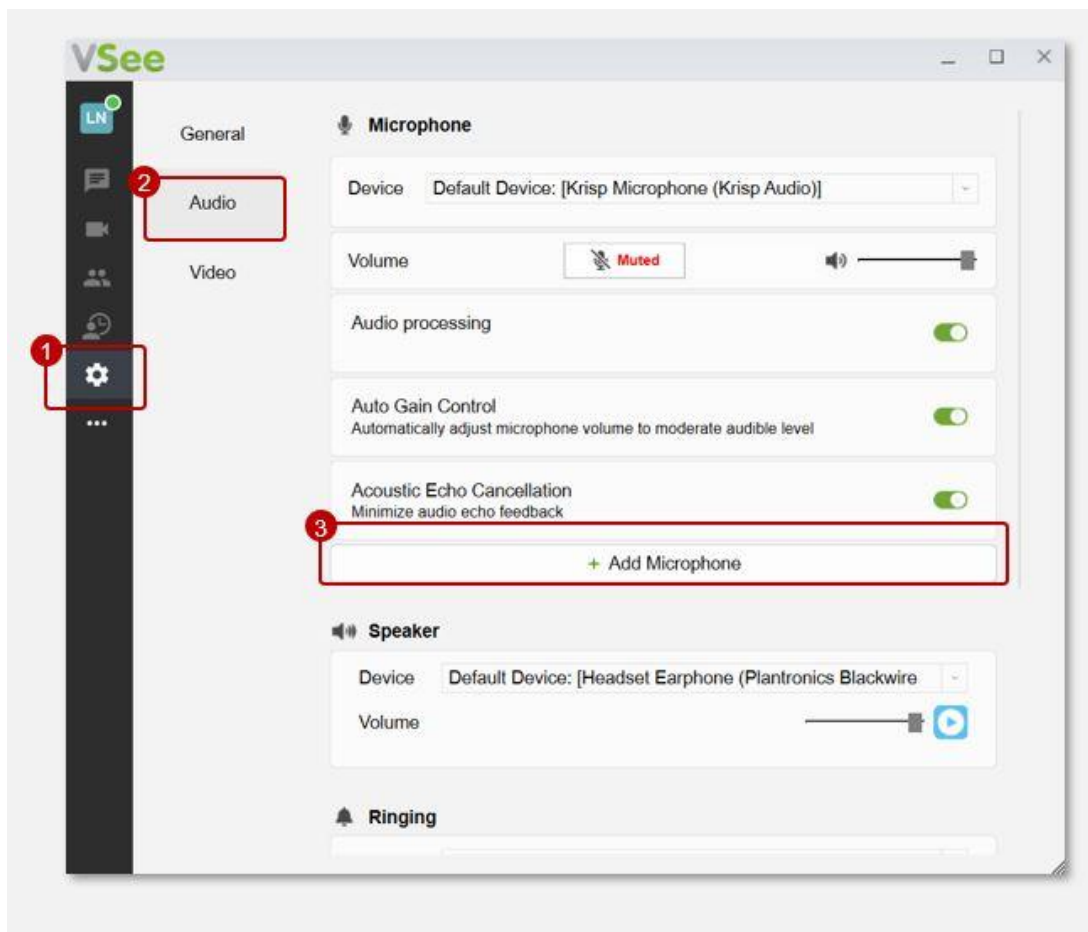 VSee
LN
General
Microphone
2
Device Default Device: [Krisp Microphone (Krisp Audio)]
Audio
Volume Muted
Video
Audio processing
1
Auto Gain Control
Automatically adjust microphone volume to moderate audible level
Acoustic Echo Cancellation
Minimize audio echo feedback
3
+ Add Microphone
Speaker
Device Default Device: [Headset Earphone (Plantronics Blackwire
Volume
Ringing